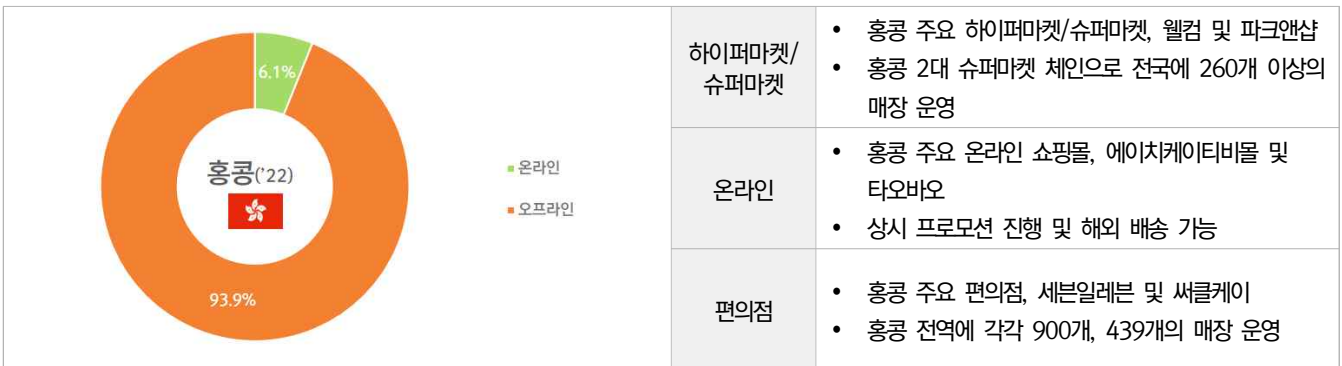 6.1%
홍콩('22)
93.9%
온라인
오프라인
하이퍼마켓/
슈퍼마켓
• 홍콩 주요 하이퍼마켓/슈퍼마켓, 웰컴 및 파크앤샵
• 홍콩 2대 슈퍼마켓 체인으로 전국에 260개 이상의
매장 운영
온라인
• 홍콩 주요 온라인 쇼핑몰, 에이치케이티비몰 및
타오바오
• 상시 프로모션 진행 및 해외 배송 가능
편의점
• 홍콩 주요 편의점, 세븐일레븐 및 써클케이
• 홍콩 전역에 각각 900개, 439개의 매장 운영